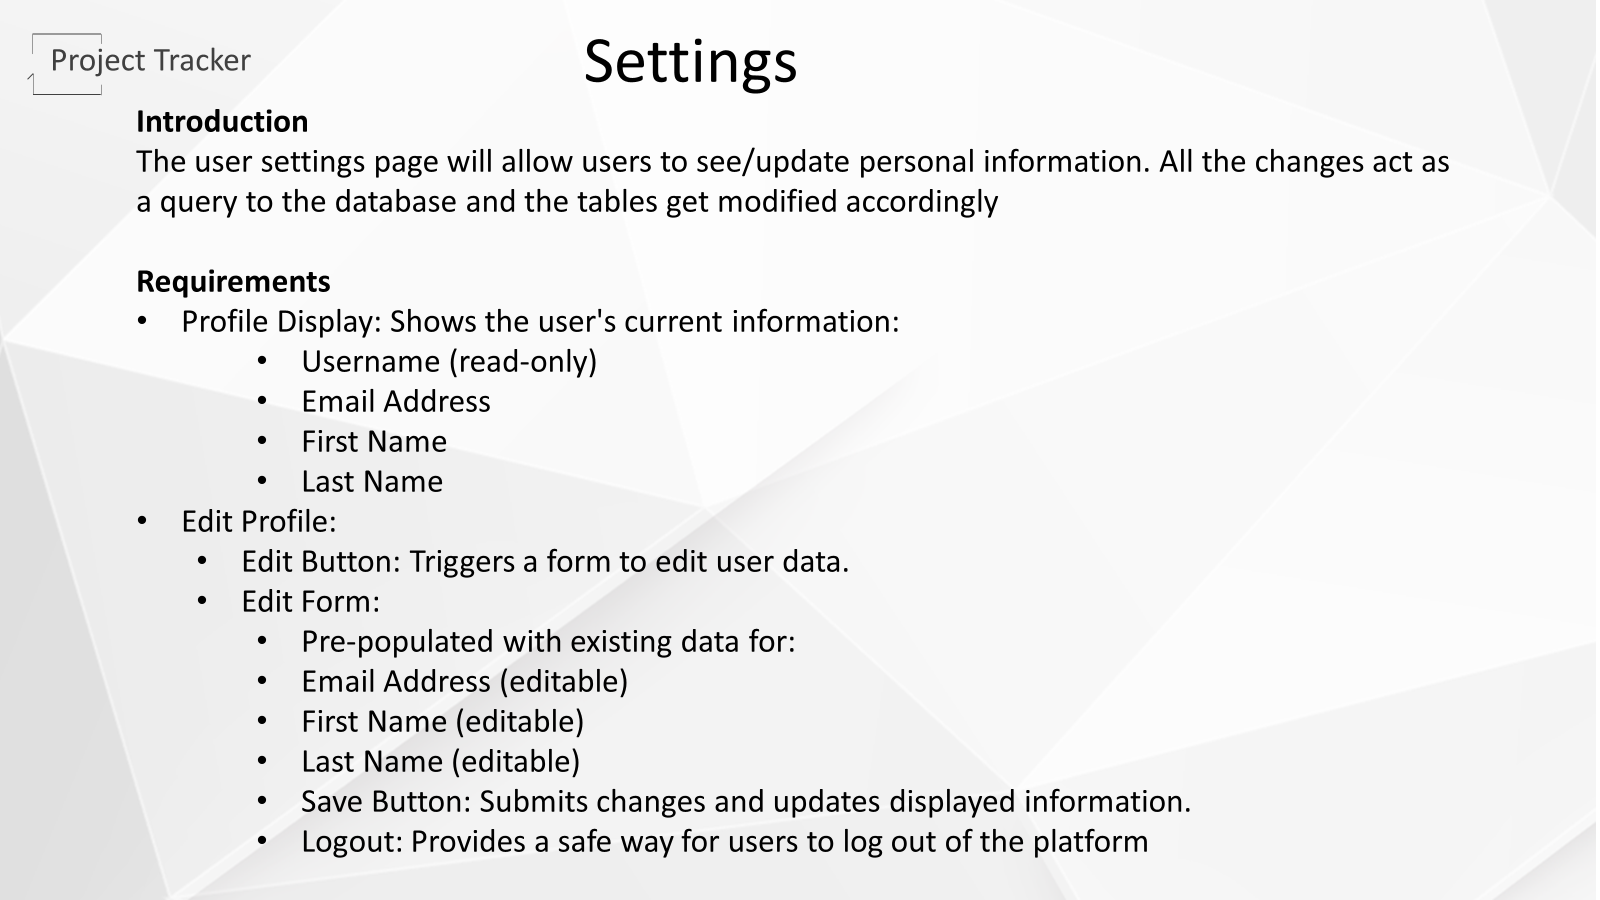 Project Tracker
Settings
Introduction
The user settings page will allow users to see/update personal information. All the changes act as
a query to the database and the tables get modified accordingly
Requirements
• Profile Display: Shows the user's current information:
• Username (read-only)
• Email Address
• First Name
• Last Name
• Edit Profile:
• Edit Button: Triggers a form to edit user data.
• Edit Form:
• Pre-populated with existing data for:
• Email Address (editable)
• First Name (editable)
• Last Name (editable)
• Save Button: Submits changes and updates displayed information.
• Logout: Provides a safe way for users to log out of the platform